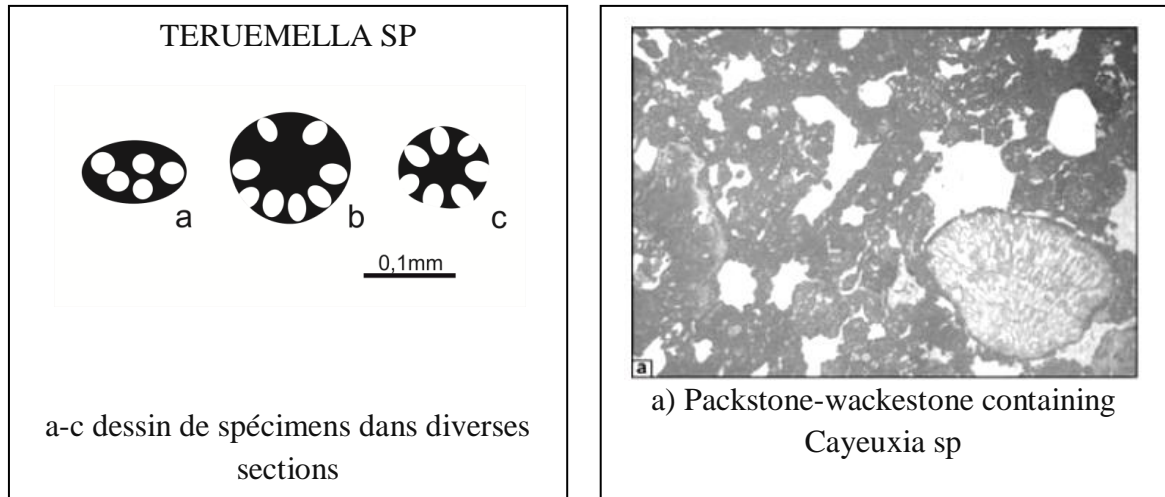 TERUEMELLA SP
a
b
c
0,1mm
a-c dessin de spécimens dans diverses
sections
a
a) Packstone-wackestone containing
Cayeuxia sp